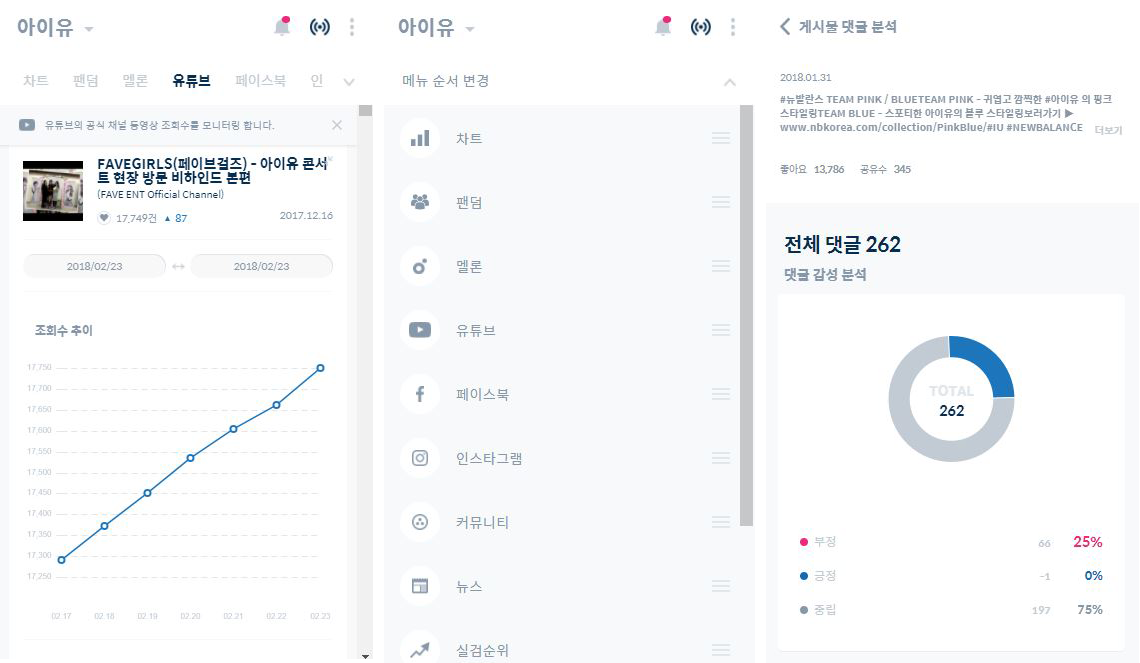 아이유
차트 팬덤 멜론 유튜브 페이스북 인
유튜브의 공식 채널 동영상 조회수를 모니터링 합니다.
FAVEGIRLS(페이브걸즈) - 아이유 콘서
트 현장 방문 비하인드 본편
(FAVE ENT Official Channel)
17,749건 ▲ 87
2017.12.16
2018/02/23 ↔ 2018/02/23
조회수 추이
17,750
17,700
17,650
17,600
17,550
17,500
17,450
17,400
17,350
17,300
17,250
02.17 02.18 02.19 02.20 02.21 02.22 02.23
아이유
메뉴 순서 변경
차트
팬덤
멜론
유튜브
페이스북
인스타그램
커뮤니티
뉴스
실검순위
게시물 댓글 분석
2018.01.31
#뉴발란스 TEAM PINK / BLUETEAM PINK - 귀엽고 깜찍한 #아이유 의 핑크
스타일링TEAM BLUE - 스포티한 아이유의 블루 스타일링보러가기 ▶
www.nbkorea.com/collection/PinkBlue/#IU #NEWBALANCE 더보기
좋아요 13,786 공유수 345
전체 댓글 262
댓글 감성 분석
TOTAL
262
부정 66 25%
긍정 -1 0%
중립 197 75%